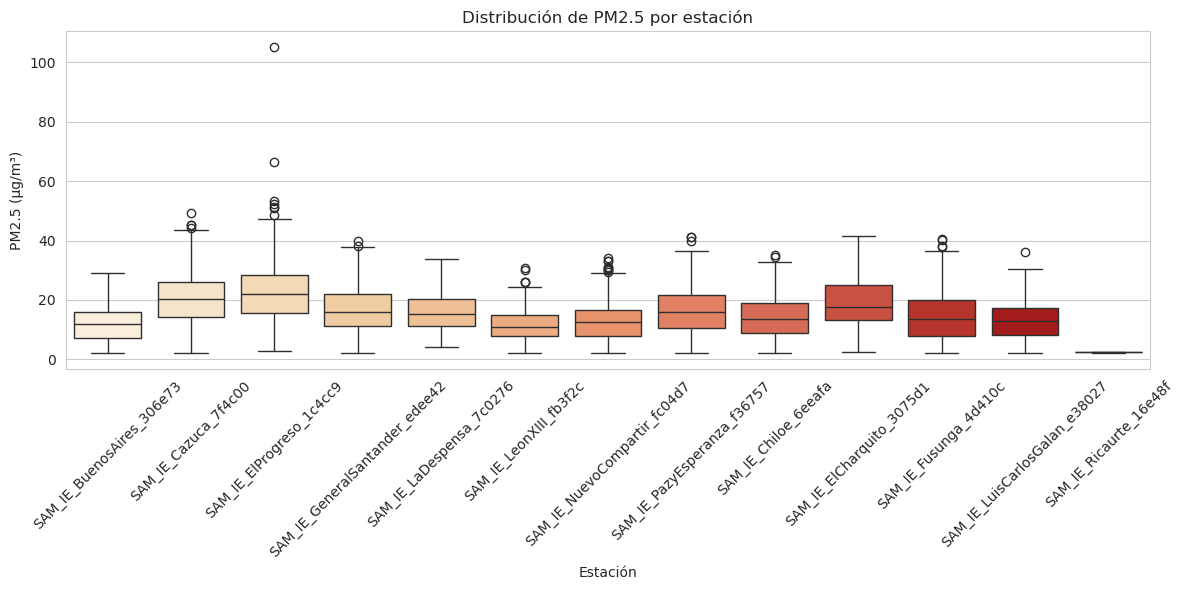 Distribución de PM2.5 por estación
PM2.5 (µg/m³)
100
80
60
40
20
0
SAM_IE_BuenosAires_306e73
SAM_IE_Cazuca_7f4c00
SAM_IE_ElProgreso_1c4cc9
SAM_IE_GeneralSantander_edee42
SAM_IE_LaDespensa_7c0276
SAM_IE_LeonXIII_fb3f2c
SAM_IE_NuevoCompartir_fc04d7
SAM_IE_PazyEsperanza_f36757
SAM_IE_Chiloe_6eeafa
SAM_IE_ElCharquito_3075d1
SAM_IE_Fusunga_4d410c
SAM_IE_LuisCarlosGalan_e38027
SAM_IE_Ricaurte_16e48f
Estación